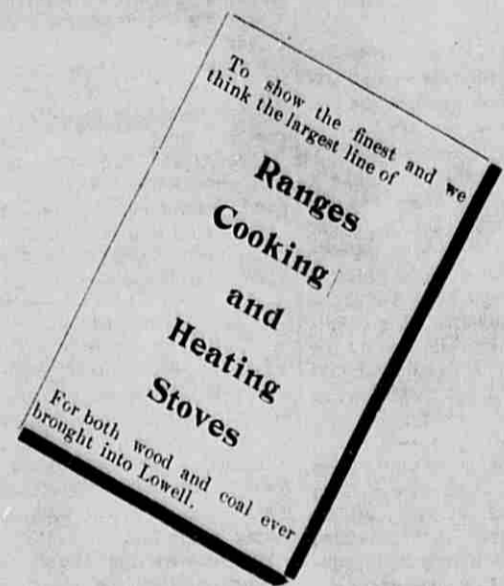 To show the finest and we
think the largest line of
Ranges
Cooking
and
Heating
Stoves
For both wood and coal ever
brought into Lowell.